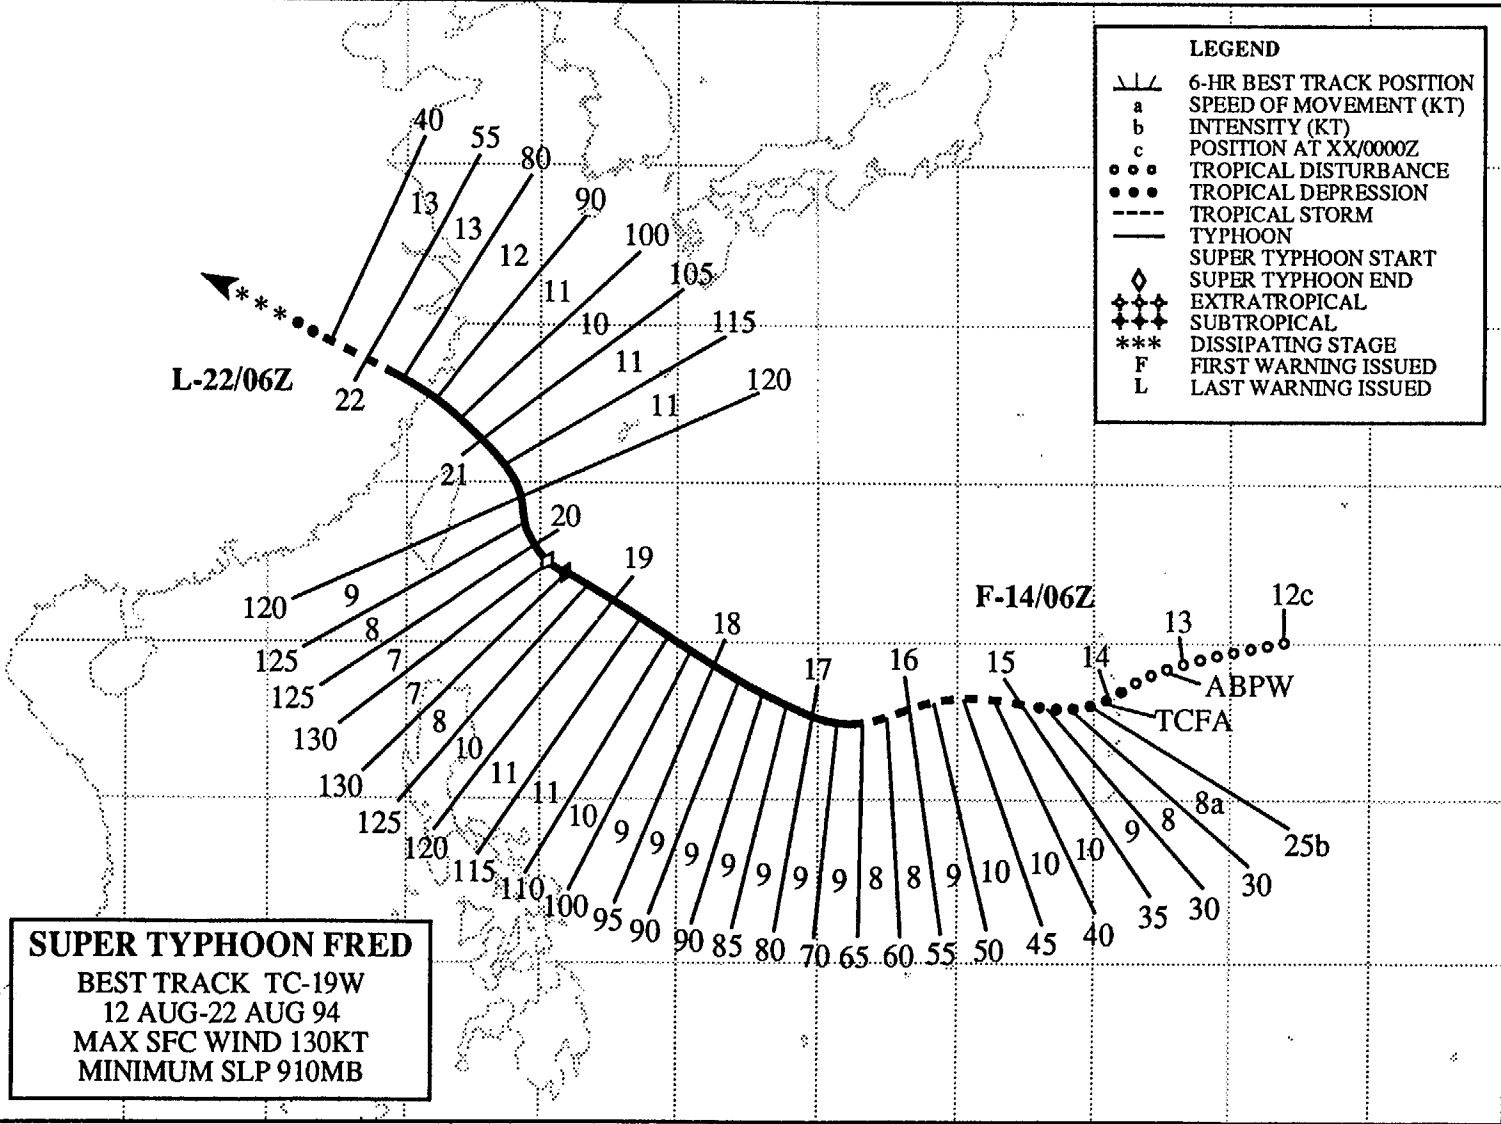 LEGEND
6-HR BEST TRACK POSITION
a SPEED OF MOVEMENT (KT)
b INTENSITY (KT)
c POSITION AT XX/0000Z
TROPICAL DISTURBANCE
TROPICAL DEPRESSION
TROPICAL STORM
TYPHOON
SUPER TYPHOON START
SUPER TYPHOON END
EXTRATROPICAL
SUBTROPICAL
*** DISSIPATING STAGE
F FIRST WARNING ISSUED
L LAST WARNING ISSUED
40
55
80
90
100
105
115
120
13
13
12
11
10
11
11
***
L-22/06Z
22
21
20
19
18
17
16
15
14
13
12c
F-14/06Z
ABPW
TCFA
120
125
125
130
130
125
120
115
110
100
95
90
90
85
80
70
65
60
55
50
45
40
35
30
30
25b
9
8
7
7
8
10
11
11
10
9
9
9
9
9
9
9
8
8
9
10
10
10
9
8
8a
SUPER TYPHOON FRED
BEST TRACK TC-19W
12 AUG-22 AUG 94
MAX SFC WIND 130KT
MINIMUM SLP 910MB